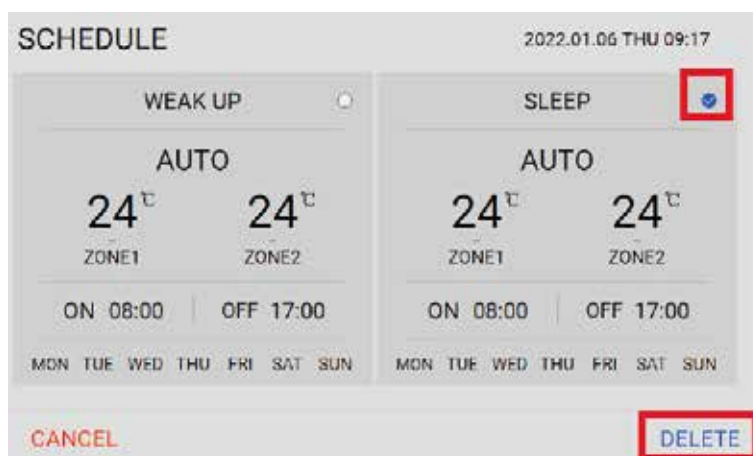 SCHEDULE 2022.01.06 THU 09:17
WEAK UP
AUTO
24℃ 24℃
ZONE1 ZONE2
ON 08:00 OFF 17:00
MON TUE WED THU FRI SAT SUN
SLEEP
AUTO
24℃ 24℃
ZONE1 ZONE2
ON 08:00 OFF 17:00
MON TUE WED THU FRI SAT SUN
CANCEL DELETE